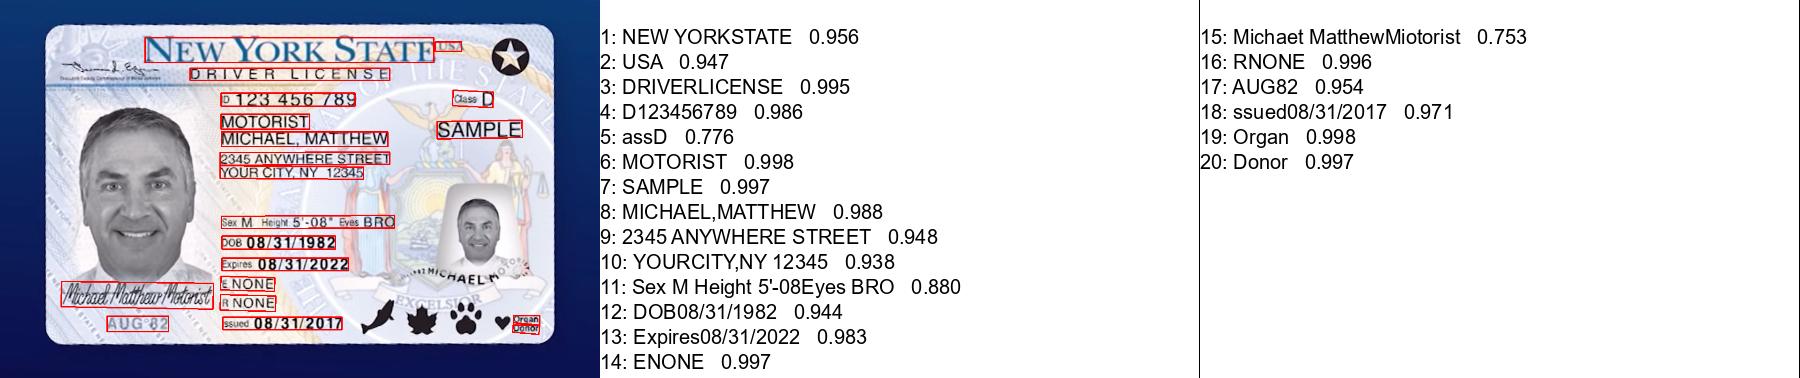 NEW YORK STATE USA
DRIVER LICENSE
D 123 456 789
Class D
MOTORIST
MICHAEL, MATTHEW
SAMPLE
2345 ANYWHERE STREET
YOUR CITY, NY 12345
Sex M Height 5'-08" Eyes BRO
DOB 08/31/1982
Expires 08/31/2022
E NONE
R NONE
Issued 08/31/2017
Michael Matthew Motorist
AUG 82
EXCELSIOR
Organ
Donor
1: NEW YORKSTATE 0.956
2: USA 0.947
3: DRIVERLICENSE 0.995
4: D123456789 0.986
5: assD 0.776
6: MOTORIST 0.998
7: SAMPLE 0.997
8: MICHAEL,MATTHEW 0.988
9: 2345 ANYWHERE STREET 0.948
10: YOURCITY,NY 12345 0.938
11: Sex M Height 5'-08Eyes BRO 0.880
12: DOB08/31/1982 0.944
13: Expires08/31/2022 0.983
14: ENONE 0.997
15: Michaet MatthewMiotorist 0.753
16: RNONE 0.996
17: AUG82 0.954
18: ssued08/31/2017 0.971
19: Organ 0.998
20: Donor 0.997